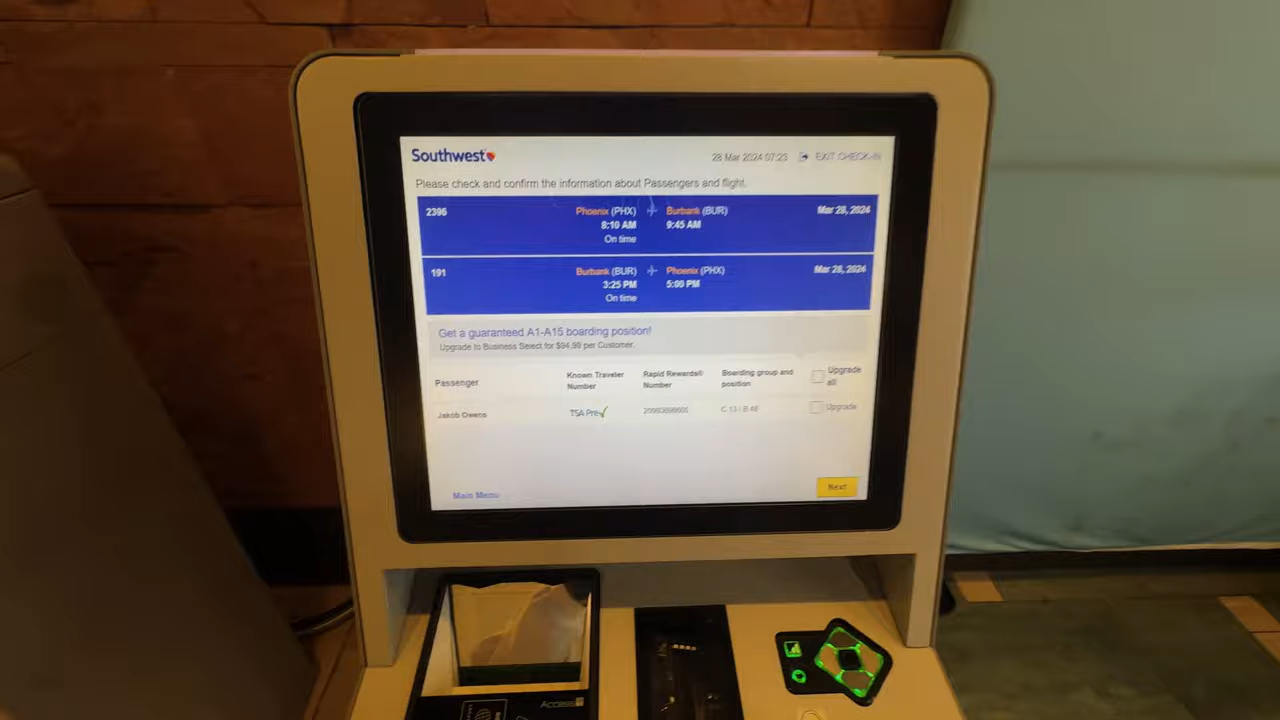 Southwest
28 Mar 2024 07:23 EXIT CHECK-IN
Please check and confirm the information about Passengers and flight.
2396 Phoenix (PHX) Burbank (BUR) Mar 28, 2024
8:10 AM 9:45 AM
On time
191 Burbank (BUR) Phoenix (PHX) Mar 28, 2024
3:25 PM 5:00 PM
On time
Get a guaranteed A1-A15 boarding position!
Upgrade to Business Select for $94.99 per Customer.
Passenger
Known Traveler
Number
Rapid Rewards®
Number
Boarding group and
position
Upgrade
all
Jakob Owens TSA Pre✓ Upgrade
Main Menu Next